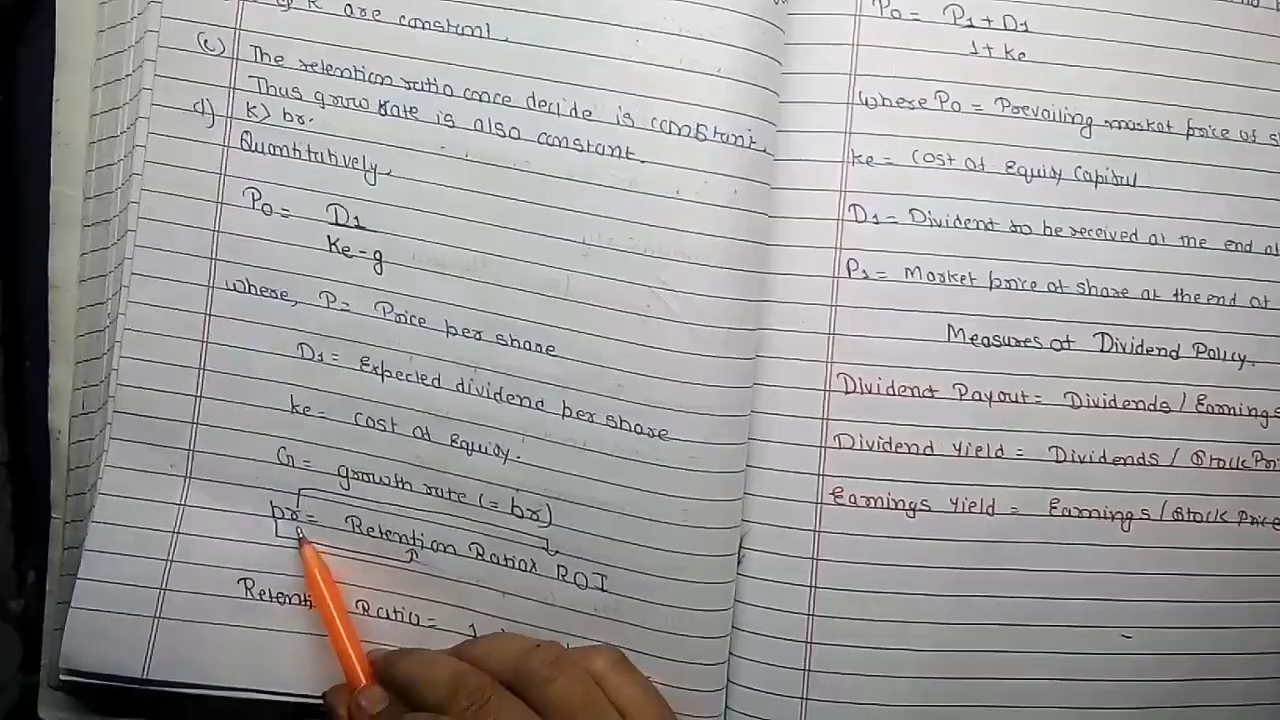 are constant.
(c) The retention ratio once decide is constant.
Thus grow rate is also constant.
d) K > br.
Quantitatively.
P0 = D1
Ke - g
where, P = Price per share
D1 = Expected dividend per share
ke = cost of Equity.
G = growth rate (= br)
br = Retention Ratio x ROI
Ratio = 1
P0 = P1 + D1
1 + Ke
Where P0 = Prevailing market price of
Ke = Cost of Equity Capital
D1 = Divident to be received at the end of
P1 = Market price of share at the end of
Measures of Dividend Policy.
Dividend Payout = Dividends / Earnings
Dividend Yield = Dividends / Stock
Earnings Yield = Earnings / Stock Price